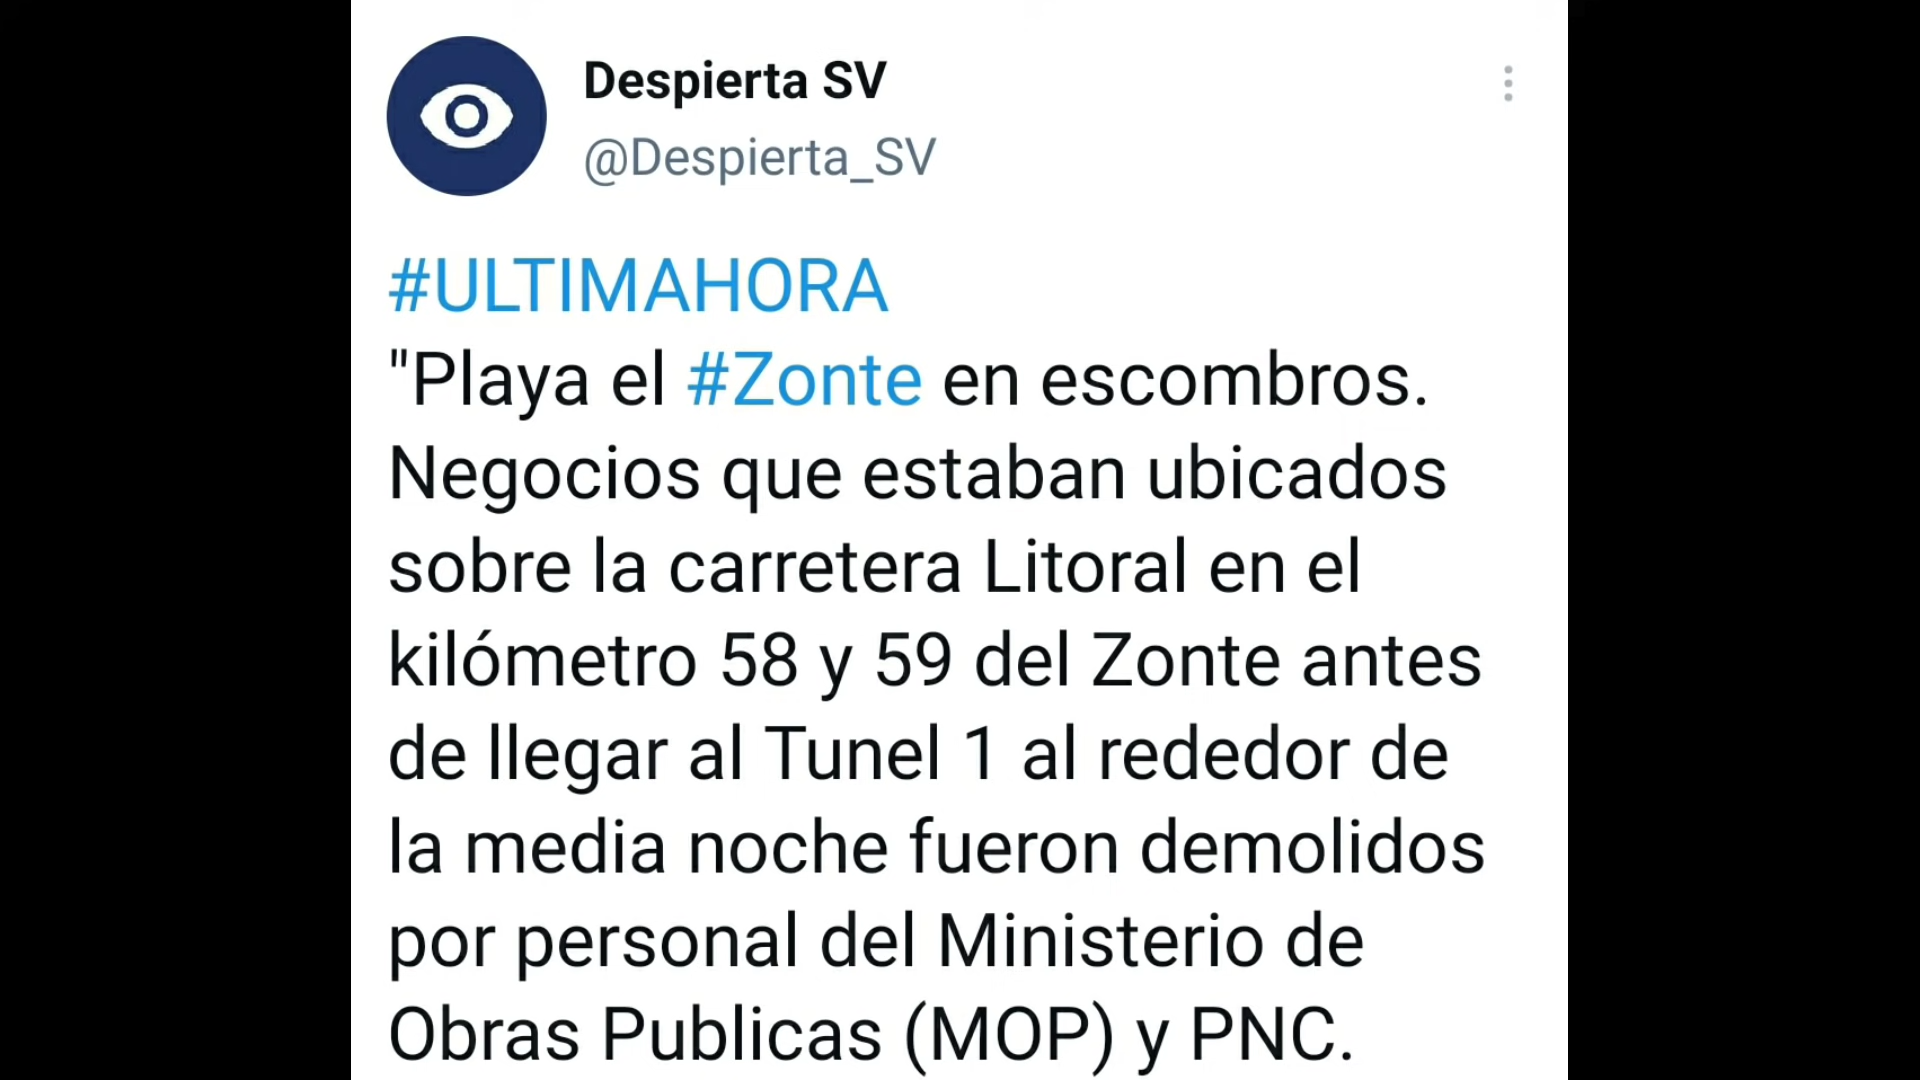 Despierta SV
@Despierta_SV
#ULTIMAHORA
"Playa el #Zonte en escombros.
Negocios que estaban ubicados
sobre la carretera Litoral en el
kilómetro 58 y 59 del Zonte antes
de llegar al Tunel 1 al rededor de
la media noche fueron demolidos
por personal del Ministerio de
Obras Publicas (MOP) y PNC.